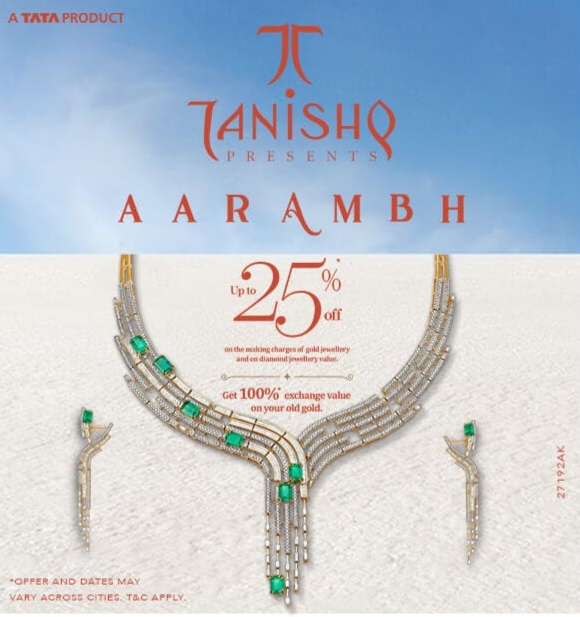 A TATA PRODUCT
TANISHQ
PRESENTS
AARAMBH
Up to 25%* off
on the making charges of gold jewellery
and on diamond jewellery value.
Get 100%* exchange value
on your old gold.
27192AK
*OFFER AND DATES MAY
VARY ACROSS CITIES. T&C APPLY.